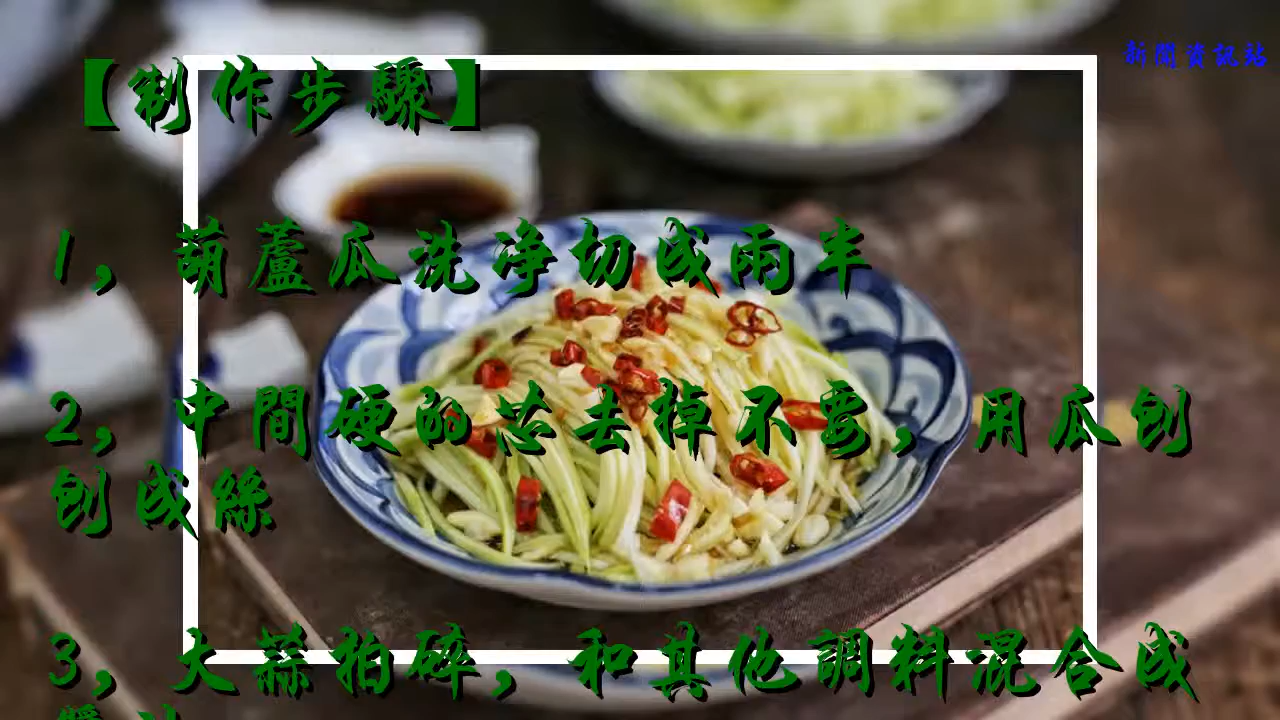 新聞資訊站
【制作步驟】
1，葫蘆瓜洗净切成兩半
2，中間硬的芯去掉不要，用瓜刨
刨成絲
3，大蒜拍碎，和其他調料混合成